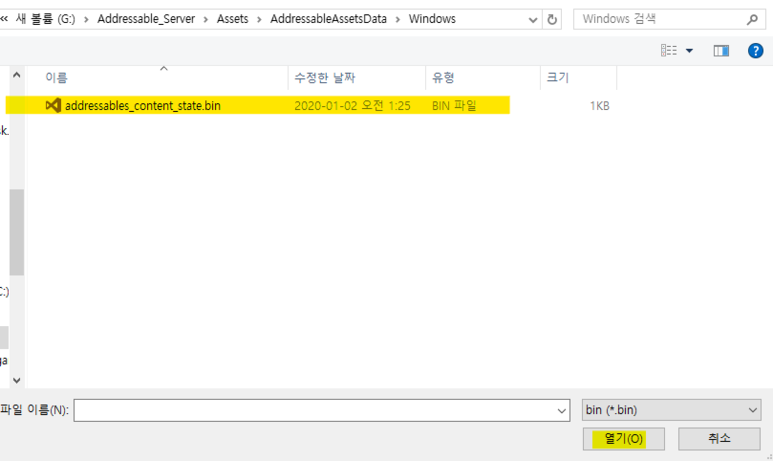 « 새 볼륨 (G:) › Addressable_Server › Assets › AddressableAssetsData › Windows
Windows 검색
이름 수정한 날짜 유형 크기
addressables_content_state.bin 2020-01-02 오전 1:25 BIN 파일 1KB
k.
C:)
ga
파일 이름(N):
bin (*.bin)
열기(O) 취소